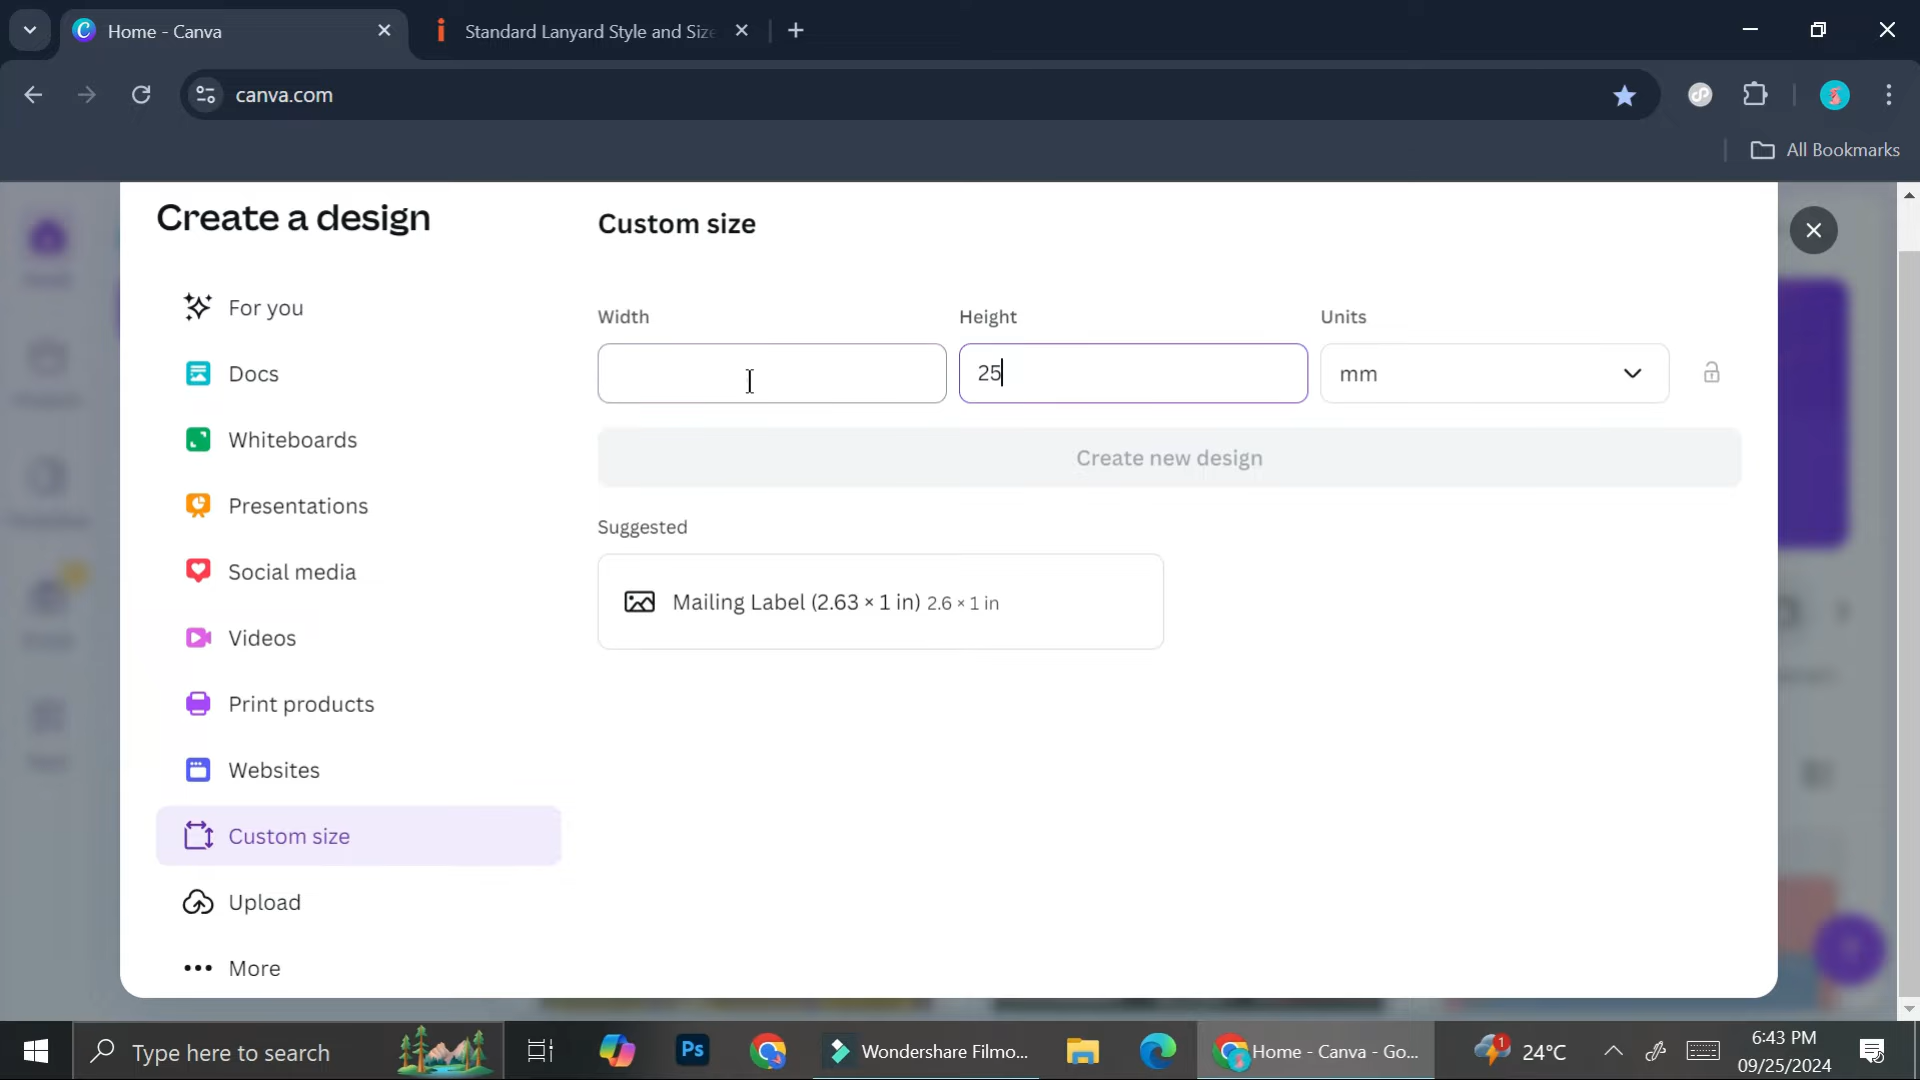 Home - Canva
Standard Lanyard Style and Size
canva.com
All Bookmarks
Create a design
For you
Docs
Whiteboards
Presentations
Social media
Videos
Print products
Websites
Custom size
Upload
More
Custom size
Width Height Units
25 mm
Create new design
Suggested
Mailing Label (2.63 × 1 in) 2.6 × 1 in
Type here to search
Ps
Wondershare Filmo...
Home - Canva - Go...
1
24°C
6:43 PM
09/25/2024